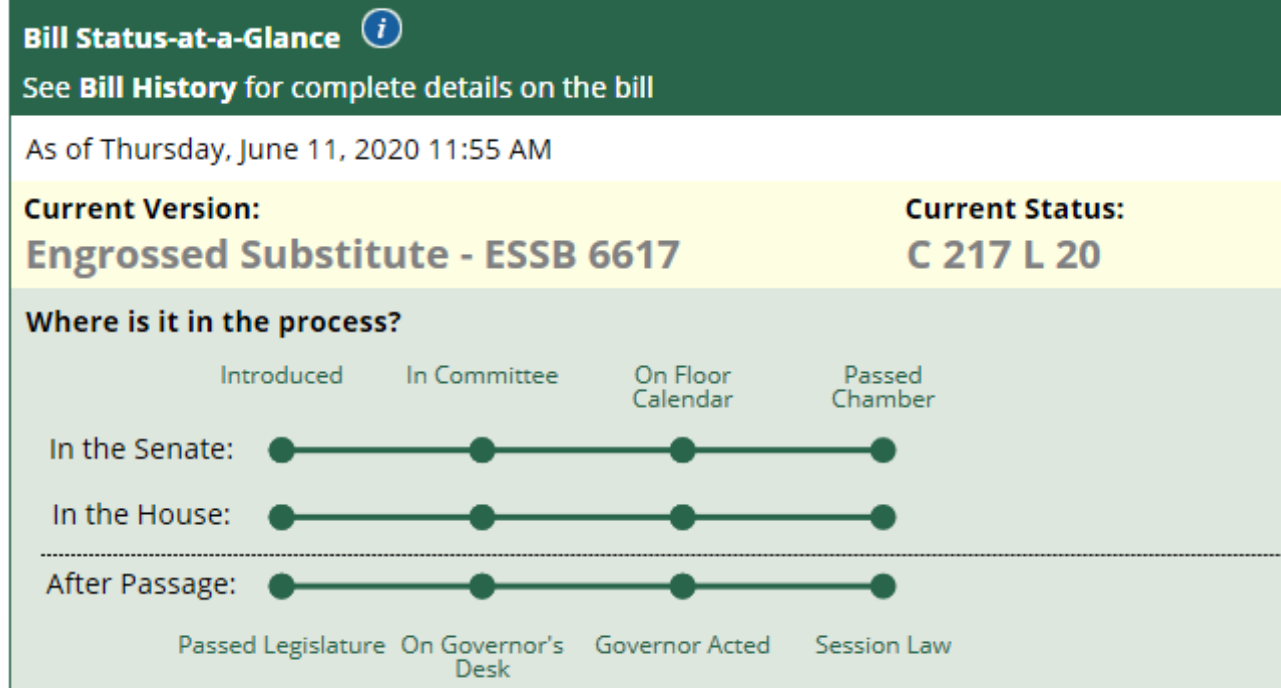 Bill Status-at-a-Glance i
See Bill History for complete details on the bill
As of Thursday, June 11, 2020 11:55 AM
Current Version: Current Status:
Engrossed Substitute - ESSB 6617 C 217 L 20
Where is it in the process?
Introduced In Committee On Floor Calendar Passed Chamber
In the Senate:
In the House:
After Passage:
Passed Legislature On Governor's Desk Governor Acted Session Law